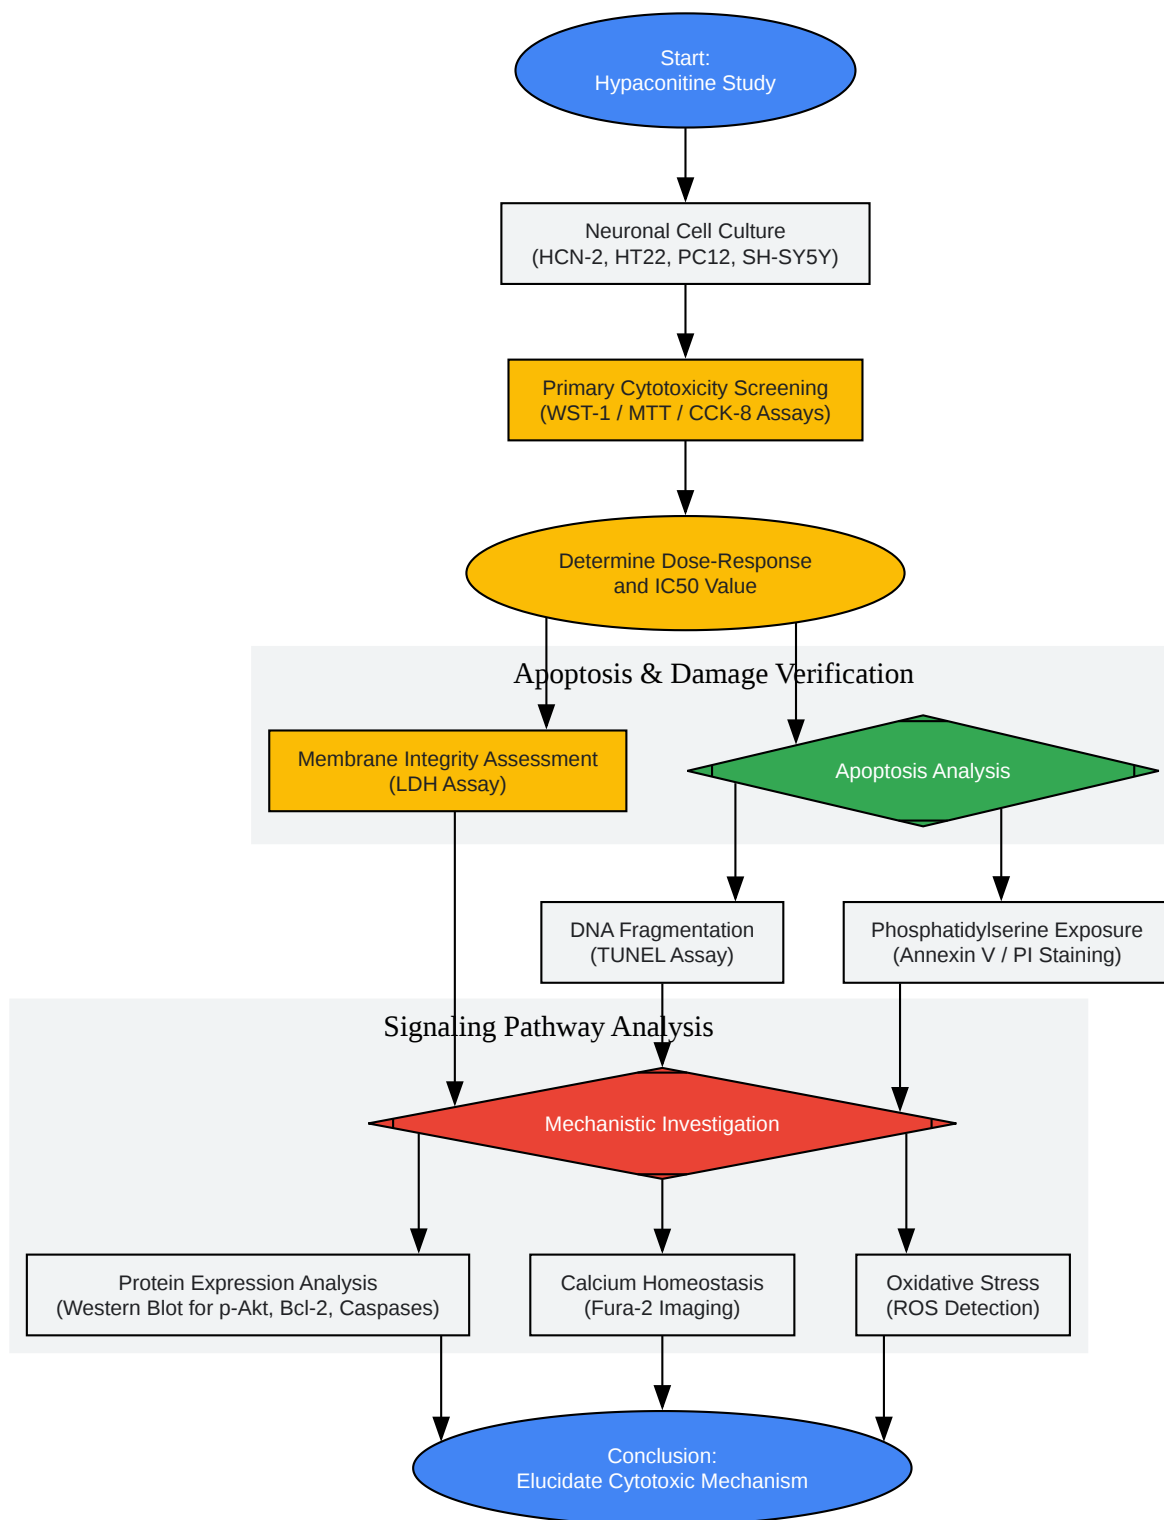 Start:
Hypaconitine Study
Neuronal Cell Culture
(HCN-2, HT22, PC12, SH-SY5Y)
Primary Cytotoxicity Screening
(WST-1 / MTT / CCK-8 Assays)
Determine Dose-Response
and IC50 Value
Apoptosis & Damage Verification
Membrane Integrity Assessment
(LDH Assay)
Apoptosis Analysis
DNA Fragmentation
(TUNEL Assay)
Phosphatidylserine Exposure
(Annexin V / PI Staining)
Signaling Pathway Analysis
Mechanistic Investigation
Protein Expression Analysis
(Western Blot for p-Akt, Bcl-2, Caspases)
Calcium Homeostasis
(Fura-2 Imaging)
Oxidative Stress
(ROS Detection)
Conclusion:
Elucidate Cytotoxic Mechanism